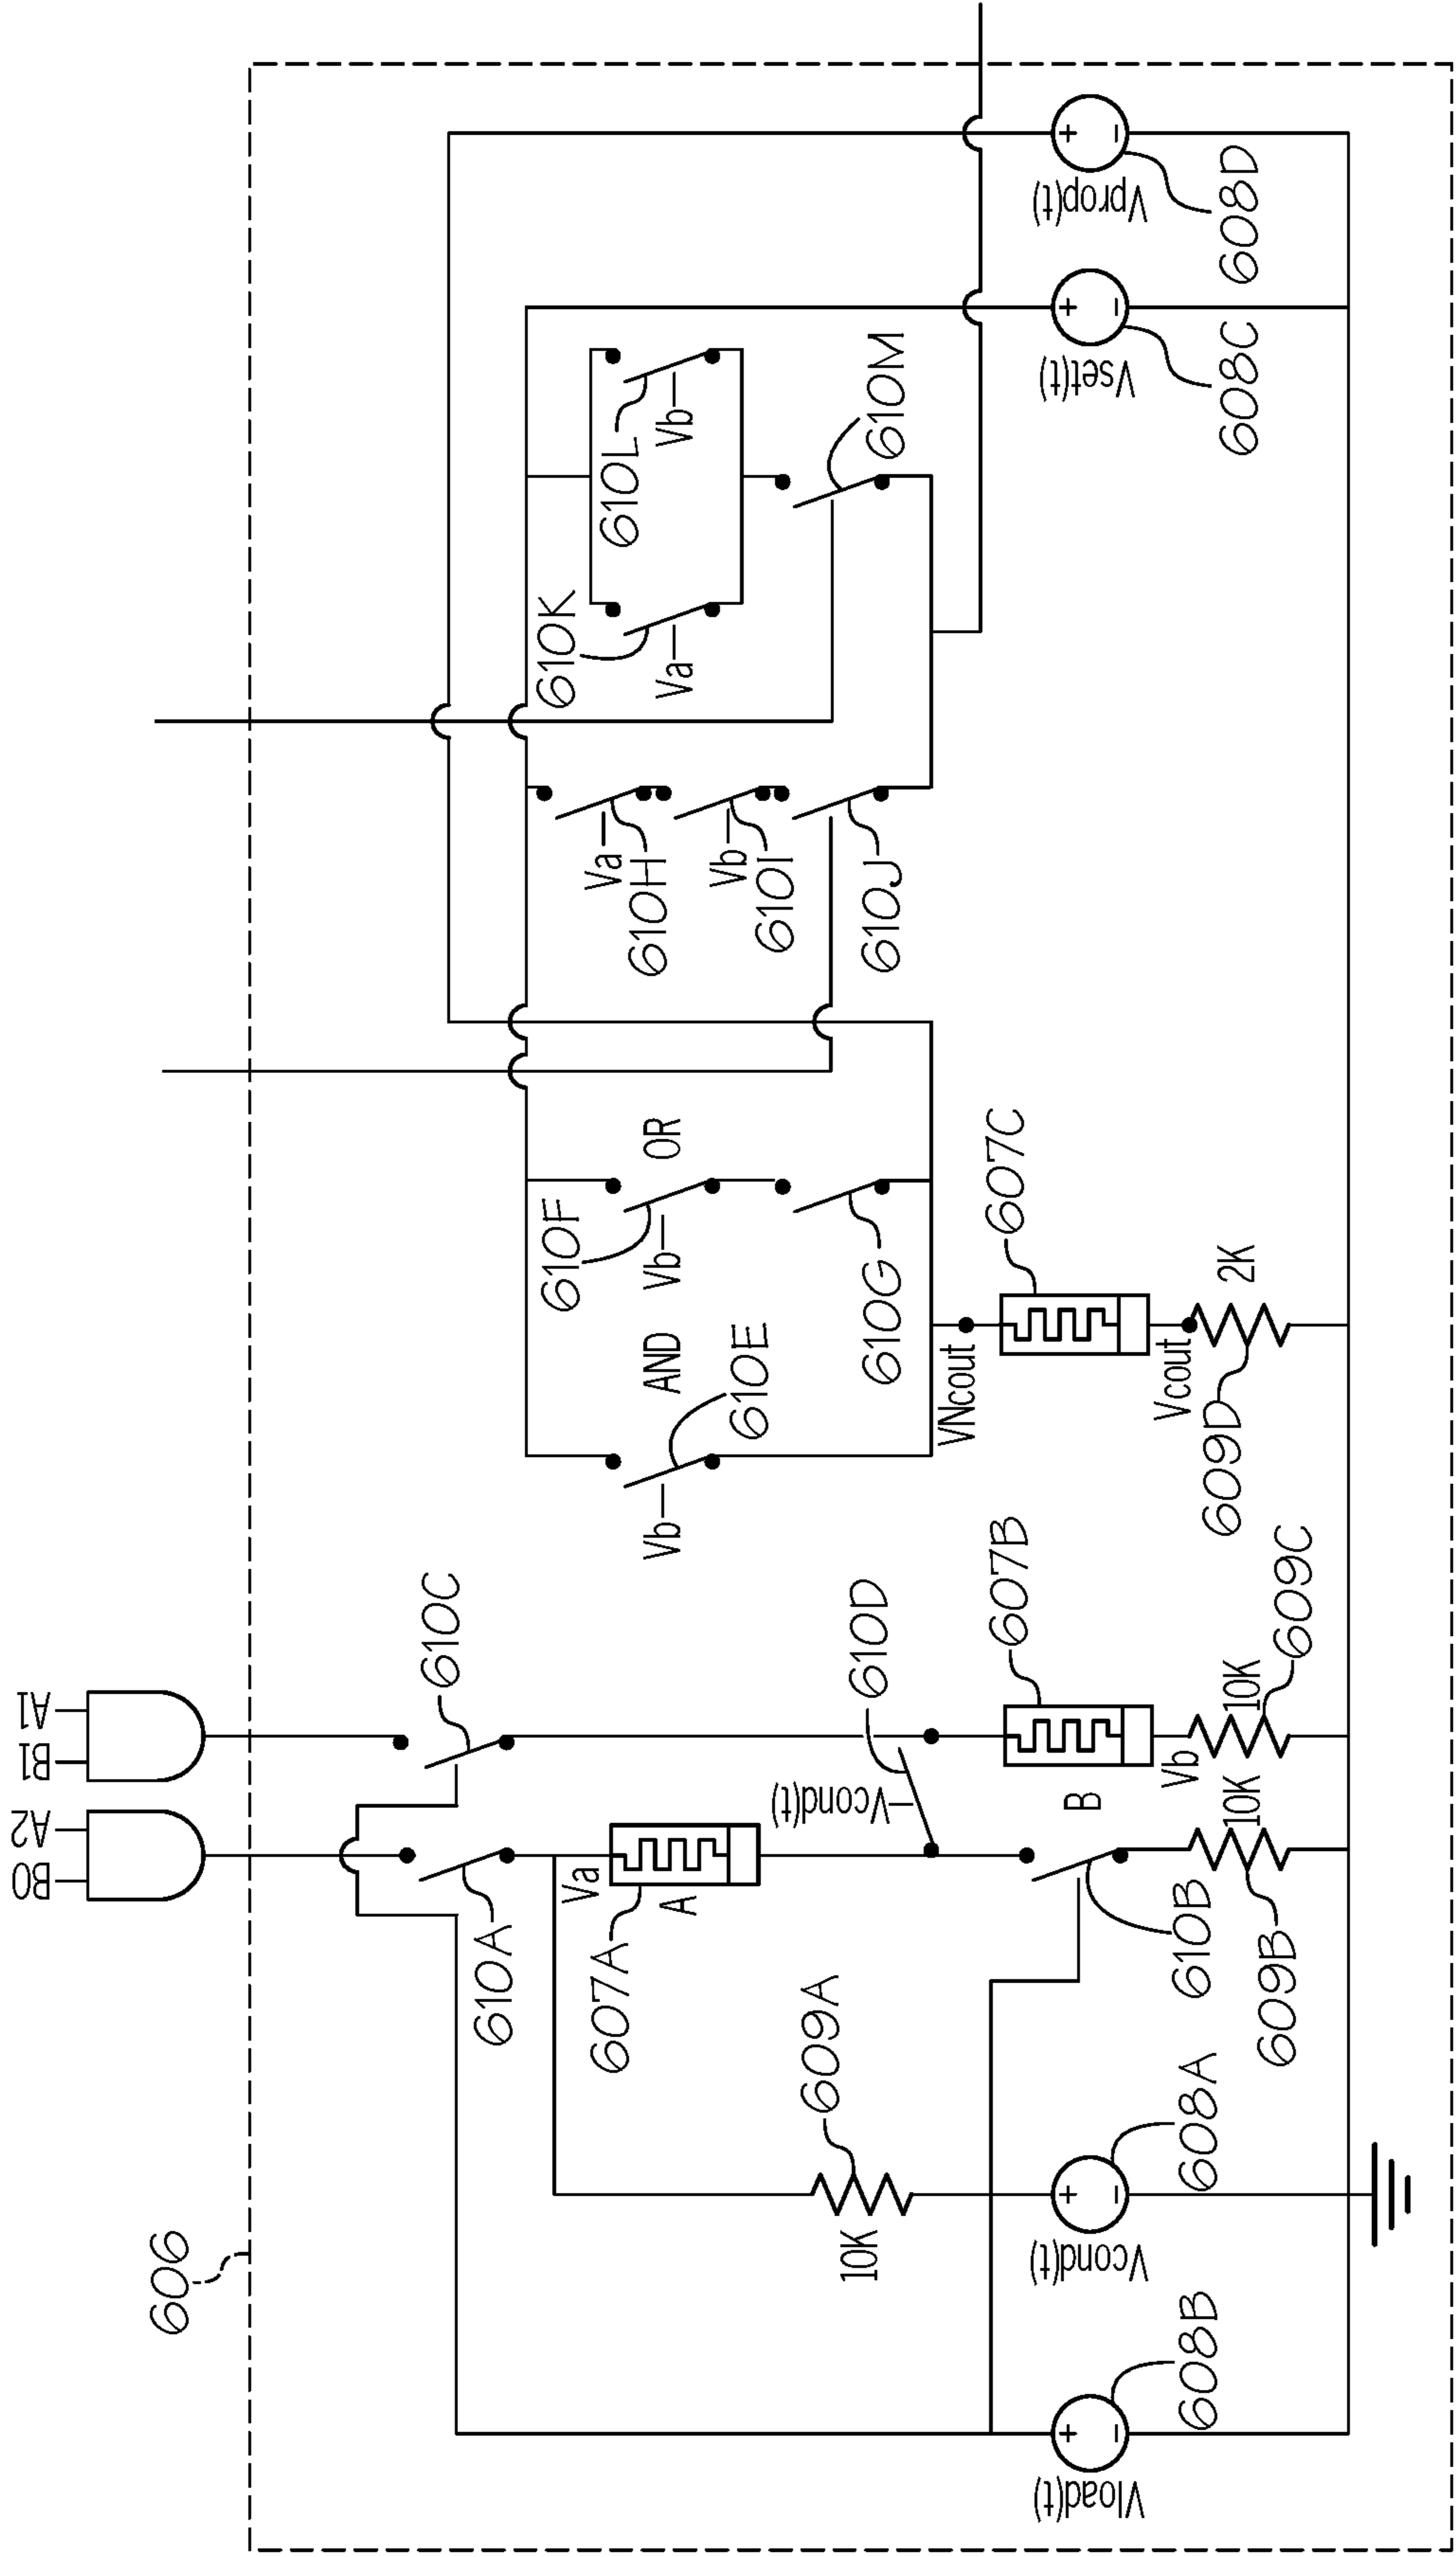 606
B0
A2
B1
A1
610A
610C
Vload(t)
608B
Vcond(t)
608A
10K
609A
Va
607A
A
610B
10K
609B
Vcond(t)
610D
B
607B
Vb
10K
609C
Vb
AND
610E
610F
Vb
OR
610G
VNcout
607C
Vcout
2K
609D
Va
610H
Vb
610I
610J
610K
Va
610L
Vb
610M
Vset(t)
608C
Vprop(t)
608D
+
−
+
−
+
−
+
−